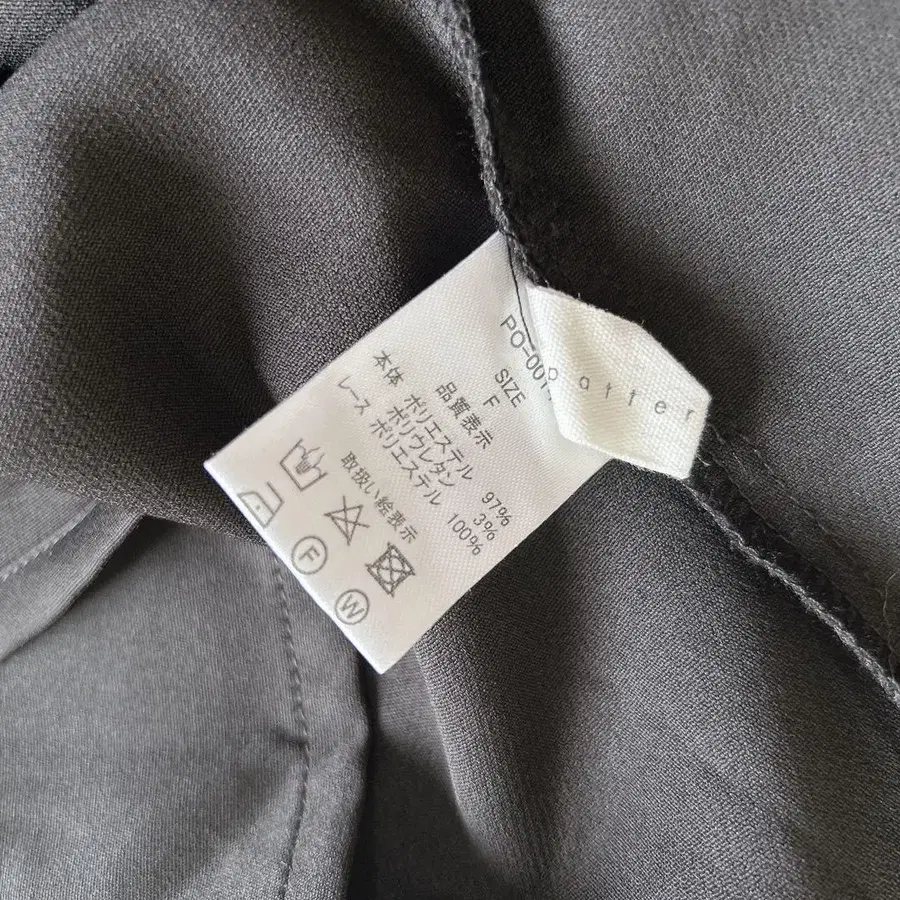 SIZE
F
品質表示
本体 ポリエステル 97%
ポリウレタン 3%
レース ポリエステル 100%
取扱い絵表示
F
W
atter